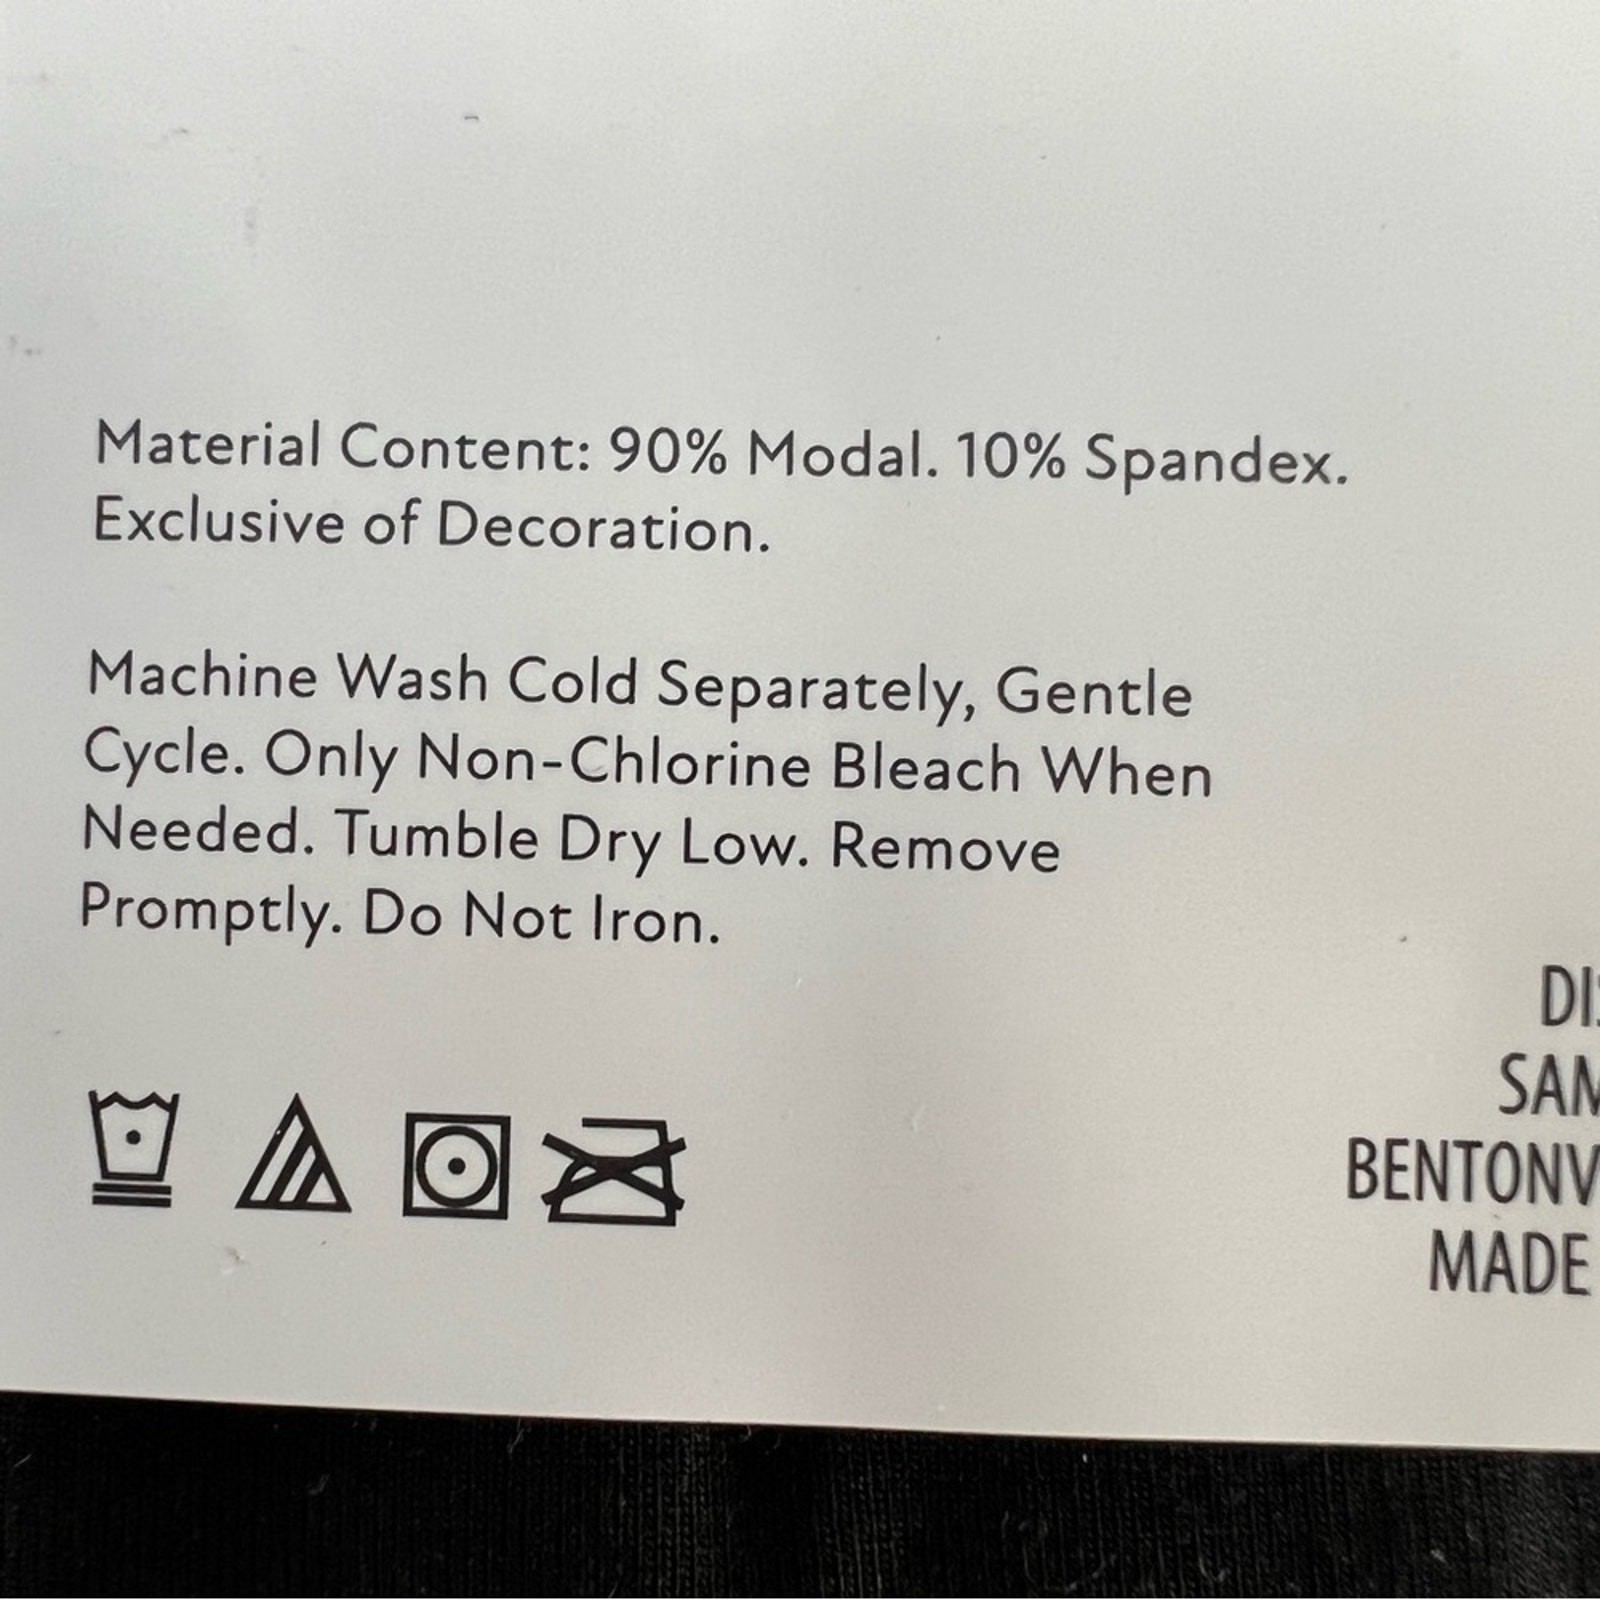 Material Content: 90% Modal. 10% Spandex.
Exclusive of Decoration.
Machine Wash Cold Separately, Gentle
Cycle. Only Non-Chlorine Bleach When
Needed. Tumble Dry Low. Remove
Promptly. Do Not Iron.
MADE